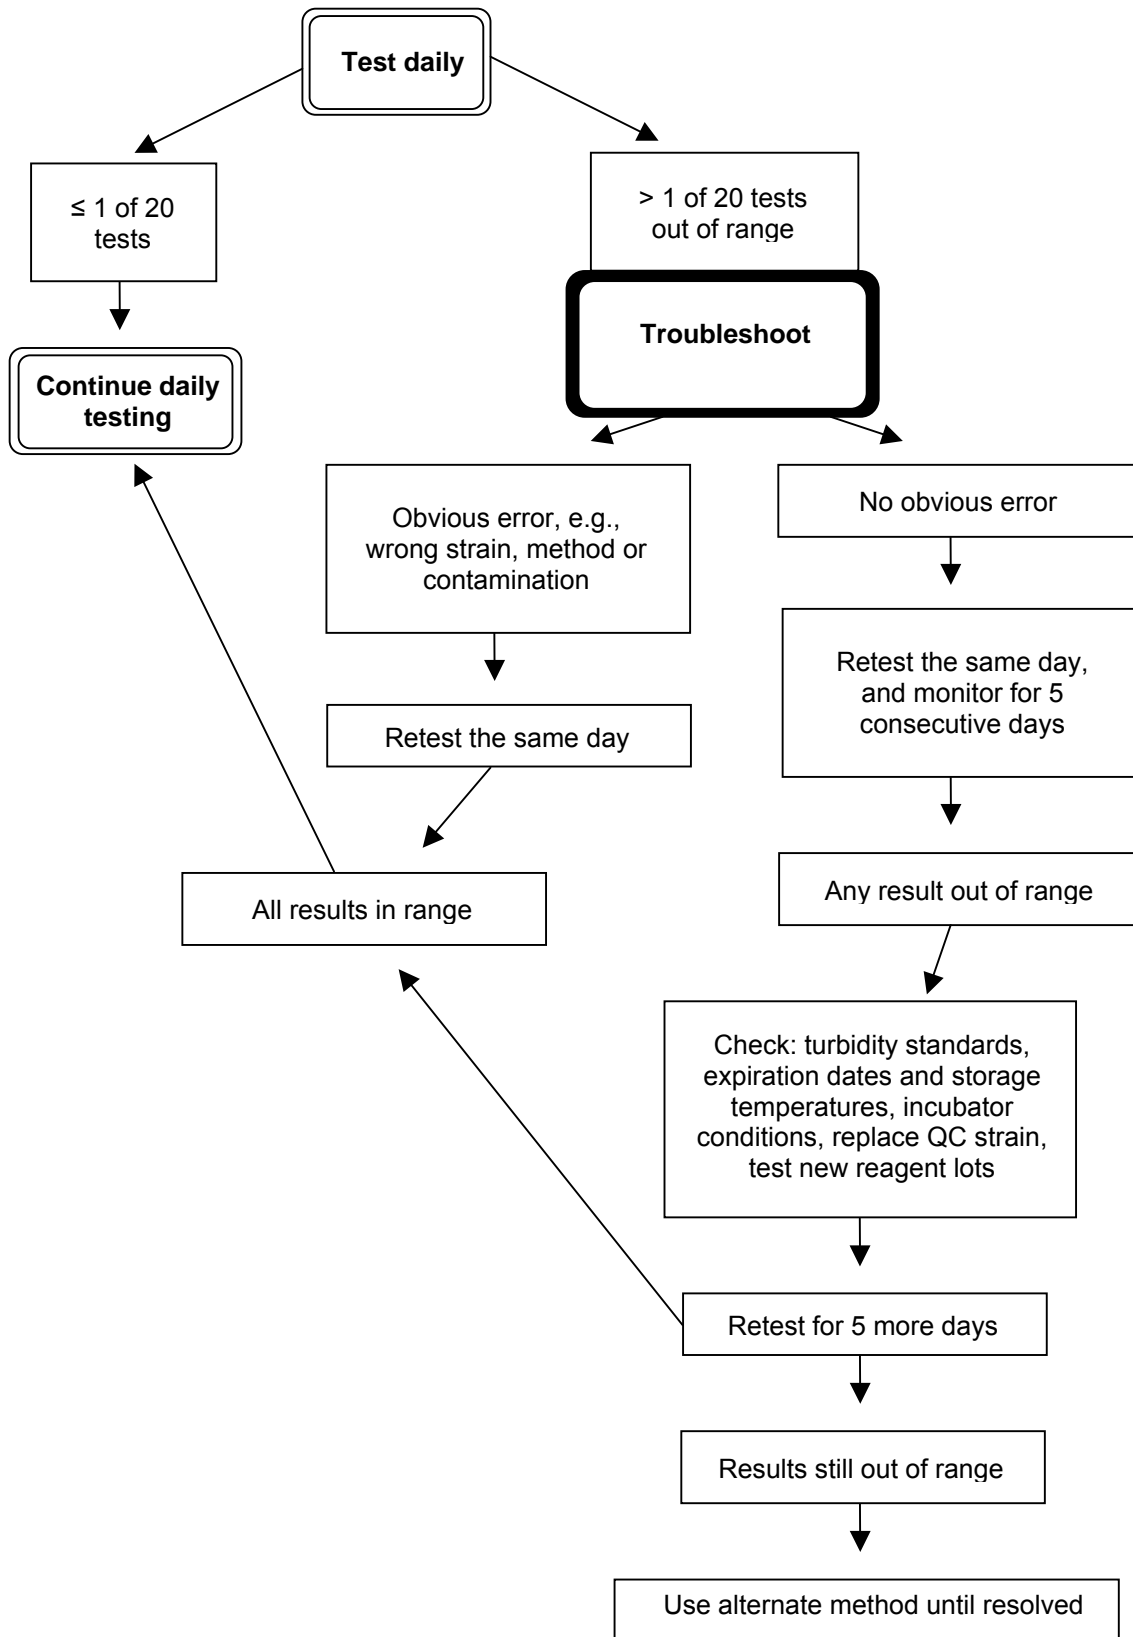 Test daily
≤ 1 of 20
tests
> 1 of 20 tests
out of range
Troubleshoot
Continue daily
testing
Obvious error, e.g.,
wrong strain, method or
contamination
No obvious error
Retest the same day,
and monitor for 5
consecutive days
Retest the same day
All results in range
Any result out of range
Check: turbidity standards,
expiration dates and storage
temperatures, incubator
conditions, replace QC strain,
test new reagent lots
Retest for 5 more days
Results still out of range
Use alternate method until resolved